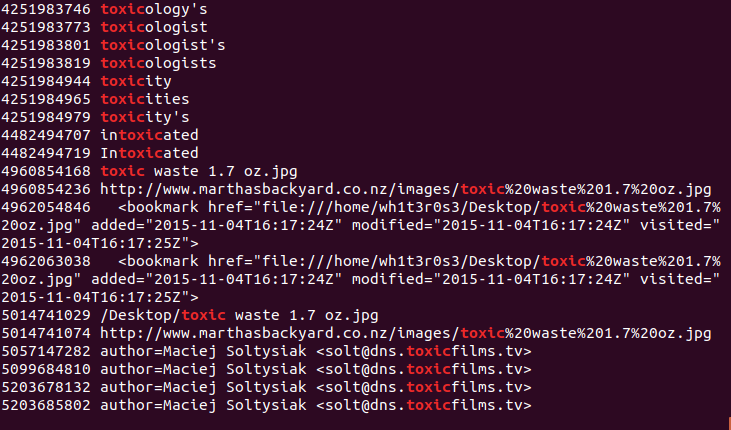 4251983746 toxicology's
4251983773 toxicologist
4251983801 toxicologist's
4251983819 toxicologists
4251984944 toxicity
4251984965 toxicities
4251984979 toxicity's
4482494707 intoxicated
4482494719 Intoxicated
4960854168 toxic waste 1.7 oz.jpg
4960854236 http://www.marthasbackyard.co.nz/images/toxic%20waste%201.7%20oz.jpg
4962054846   <bookmark href="file:///home/wh1t3r0s3/Desktop/toxic%20waste%201.7%
20oz.jpg" added="2015-11-04T16:17:24Z" modified="2015-11-04T16:17:24Z" visited="
2015-11-04T16:17:25Z">
4962063038   <bookmark href="file:///home/wh1t3r0s3/Desktop/toxic%20waste%201.7%
20oz.jpg" added="2015-11-04T16:17:24Z" modified="2015-11-04T16:17:24Z" visited="
2015-11-04T16:17:25Z">
5014741029 /Desktop/toxic waste 1.7 oz.jpg
5014741074 http://www.marthasbackyard.co.nz/images/toxic%20waste%201.7%20oz.jpg
5057147282 author=Maciej Soltysiak <solt@dns.toxicfilms.tv>
5099684810 author=Maciej Soltysiak <solt@dns.toxicfilms.tv>
5203678132 author=Maciej Soltysiak <solt@dns.toxicfilms.tv>
5203685802 author=Maciej Soltysiak <solt@dns.toxicfilms.tv>